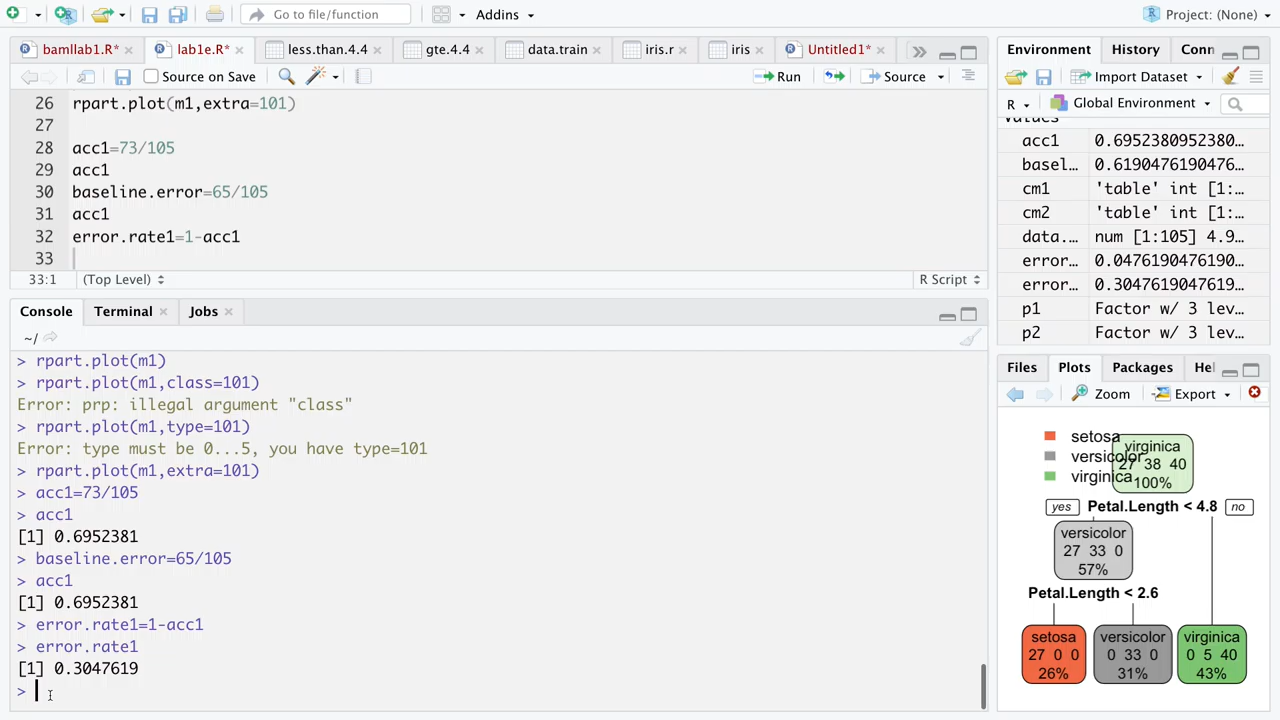 Go to file/function
Addins
Project: (None)
bamllab1.R*
lab1e.R*
less.than.4.4
gte.4.4
data.train
iris.r
iris
Untitled1*
Source on Save
Run
Source
26 rpart.plot(m1,extra=101)
27
28 acc1=73/105
29 acc1
30 baseline.error=65/105
31 acc1
32 error.rate1=1-acc1
33
33:1 (Top Level) R Script
Console Terminal Jobs
~/
> rpart.plot(m1)
> rpart.plot(m1,class=101)
Error: prp: illegal argument "class"
> rpart.plot(m1,type=101)
Error: type must be 0...5, you have type=101
> rpart.plot(m1,extra=101)
> acc1=73/105
> acc1
[1] 0.6952381
> baseline.error=65/105
> acc1
[1] 0.6952381
> error.rate1=1-acc1
> error.rate1
[1] 0.3047619
>
Environment History Conn
Import Dataset
R Global Environment
Values
acc1 0.6952380952380…
basel… 0.6190476190476…
cm1 'table' int [1:…
cm2 'table' int [1:…
data.… num [1:105] 4.9…
error… 0.0476190476190…
error… 0.3047619047619…
p1 Factor w/ 3 lev…
p2 Factor w/ 3 lev…
Files Plots Packages Hel
Zoom Export
setosa
versicolor
virginica
virginica
27 38 40
100%
yes Petal.Length < 4.8 no
versicolor
27 33 0
57%
Petal.Length < 2.6
setosa
27 0 0
26%
versicolor
0 33 0
31%
virginica
0 5 40
43%